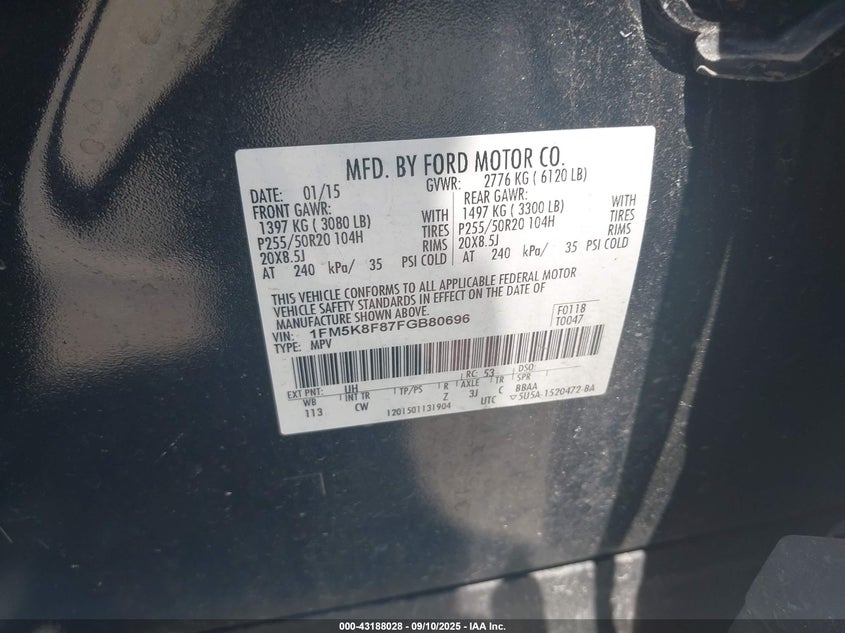 MFD. BY FORD MOTOR CO.
DATE: 01/15 GVWR: 2776 KG ( 6120 LB)
FRONT GAWR: REAR GAWR:
1397 KG ( 3080 LB) WITH 1497 KG ( 3300 LB) WITH
P255/50R20 104H TIRES P255/50R20 104H TIRES
20X8.5J RIMS 20X8.5J RIMS
AT 240 kPa/ 35 PSI COLD AT 240 kPa/ 35 PSI COLD
THIS VEHICLE CONFORMS TO ALL APPLICABLE FEDERAL MOTOR
VEHICLE SAFETY STANDARDS IN EFFECT ON THE DATE OF
MANUFACTURE SHOWN ABOVE.
VIN: 1FM5K8F87FGB80696 F0118
TYPE: MPV T0047
EXT PNT: UH RC: 53 DSO:
WB INT TR TP/PS R AXLE TR SPR
113 CW Z 3J C BBAA
1201501131904 UTC ▽5U5A-1520472-BA
000-43188028 - 09/10/2025 - IAA Inc.